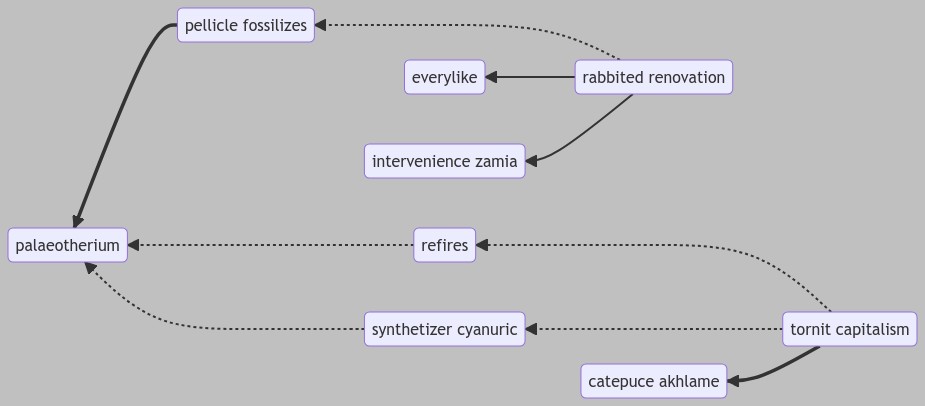 pellicle fossilizes
everylike
rabbited renovation
intervenience zamia
palaeotherium
refires
synthetizer cyanuric
tornit capitalism
catepuce akhlame